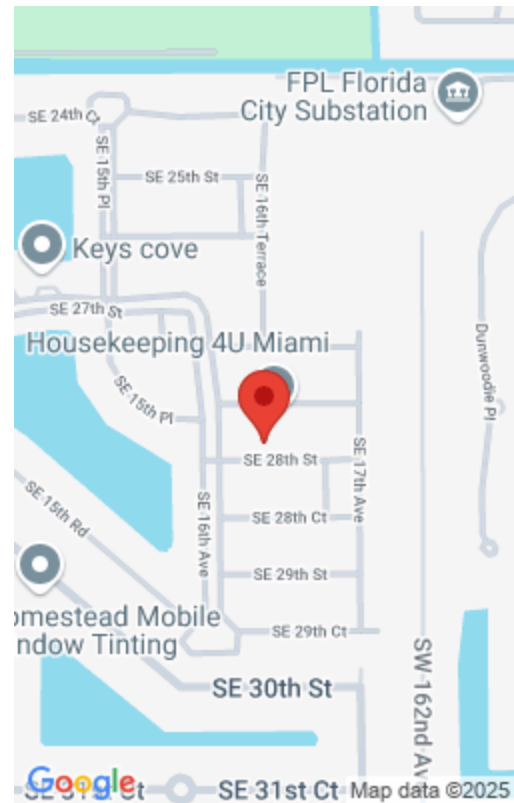 FPL Florida
City Substation
SE 24th Ct
SE 15th Pl
SE 25th St
SE 16th Terrace
Keys cove
SE 27th St
Dunwoodie Pl
Housekeeping 4U Miami
SE 15th Pl
SE 28th St
SE 17th Ave
SE 15th Rd
SE 16th Ave
SE 28th Ct
SE 29th St
omestead Mobile
ndow Tinting
SE 29th Ct
SE 30th St
SW 162nd Av
Google
SE 31st Ct
SE 31st Ct
Map data ©2025